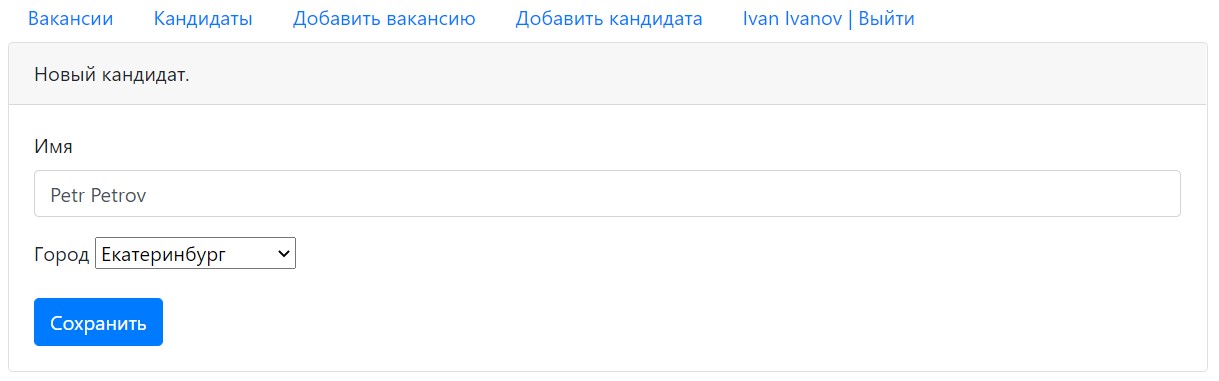 Вакансии Кандидаты Добавить вакансию Добавить кандидата Ivan Ivanov | Выйти
Новый кандидат.
Имя
Petr Petrov
Город Екатеринбург
Сохранить